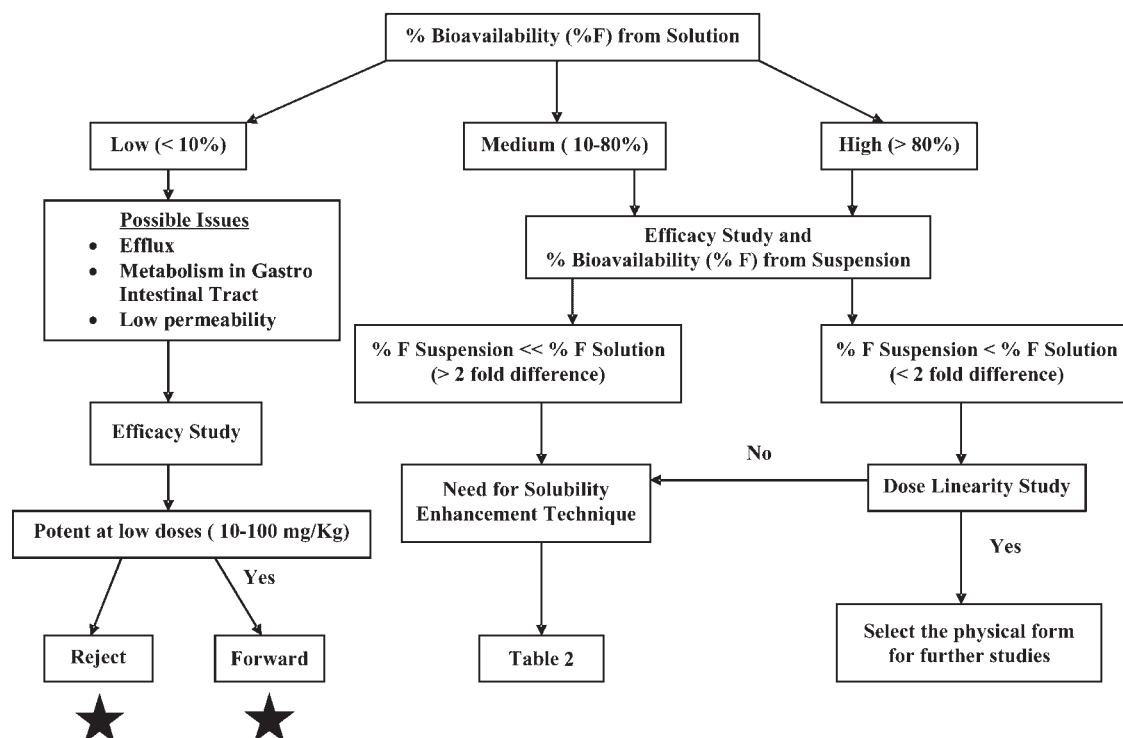 % Bioavailability (%F) from Solution
Low (< 10%)
Medium ( 10-80%)
High (> 80%)
Possible Issues
• Efflux
• Metabolism in Gastro
Intestinal Tract
• Low permeability
Efficacy Study and
% Bioavailability (% F) from Suspension
% F Suspension << % F Solution
(> 2 fold difference)
% F Suspension < % F Solution
(< 2 fold difference)
Efficacy Study
No
Need for Solubility
Enhancement Technique
Dose Linearity Study
Potent at low doses ( 10-100 mg/Kg)
Yes
Yes
Reject
Forward
Table 2
Select the physical form
for further studies